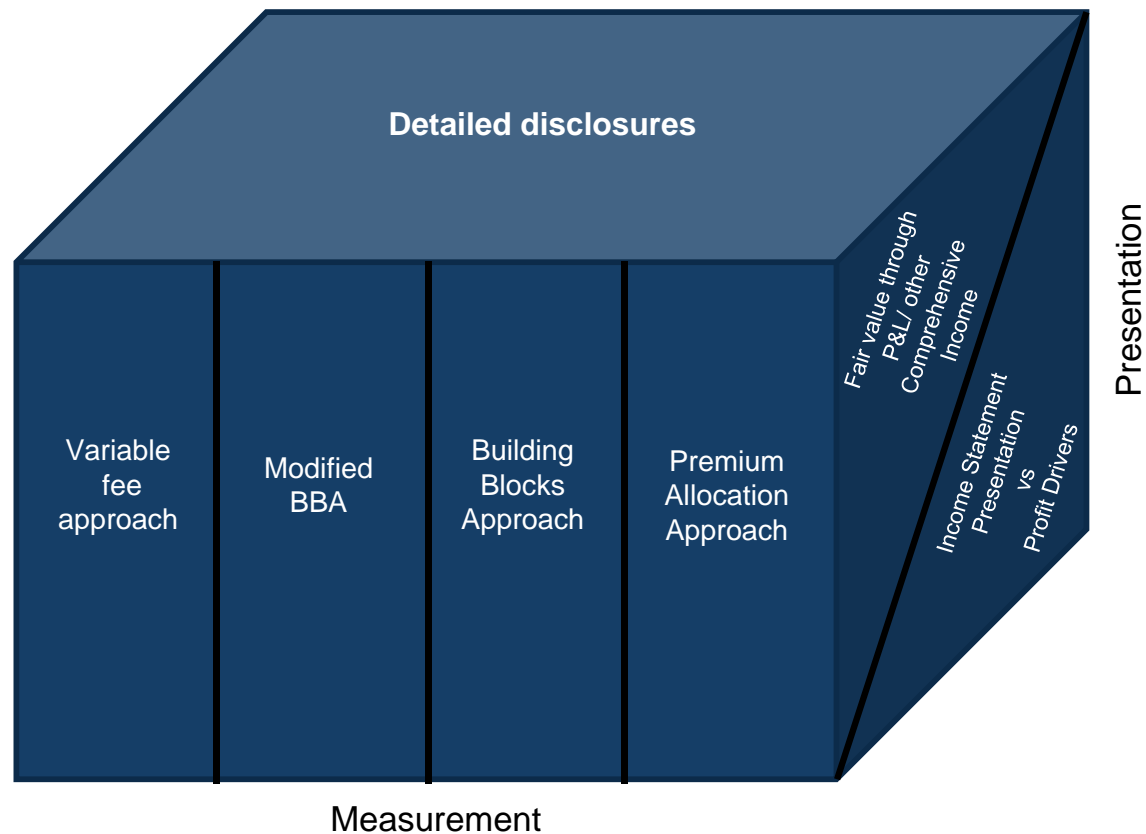 Detailed disclosures
Variable
fee
approach
Modified
BBA
Building
Blocks
Approach
Premium
Allocation
Approach
Fair value through
P&L/ other
Comprehensive
Income
Income Statement
Presentation
vs
Profit Drivers
Presentation
Measurement